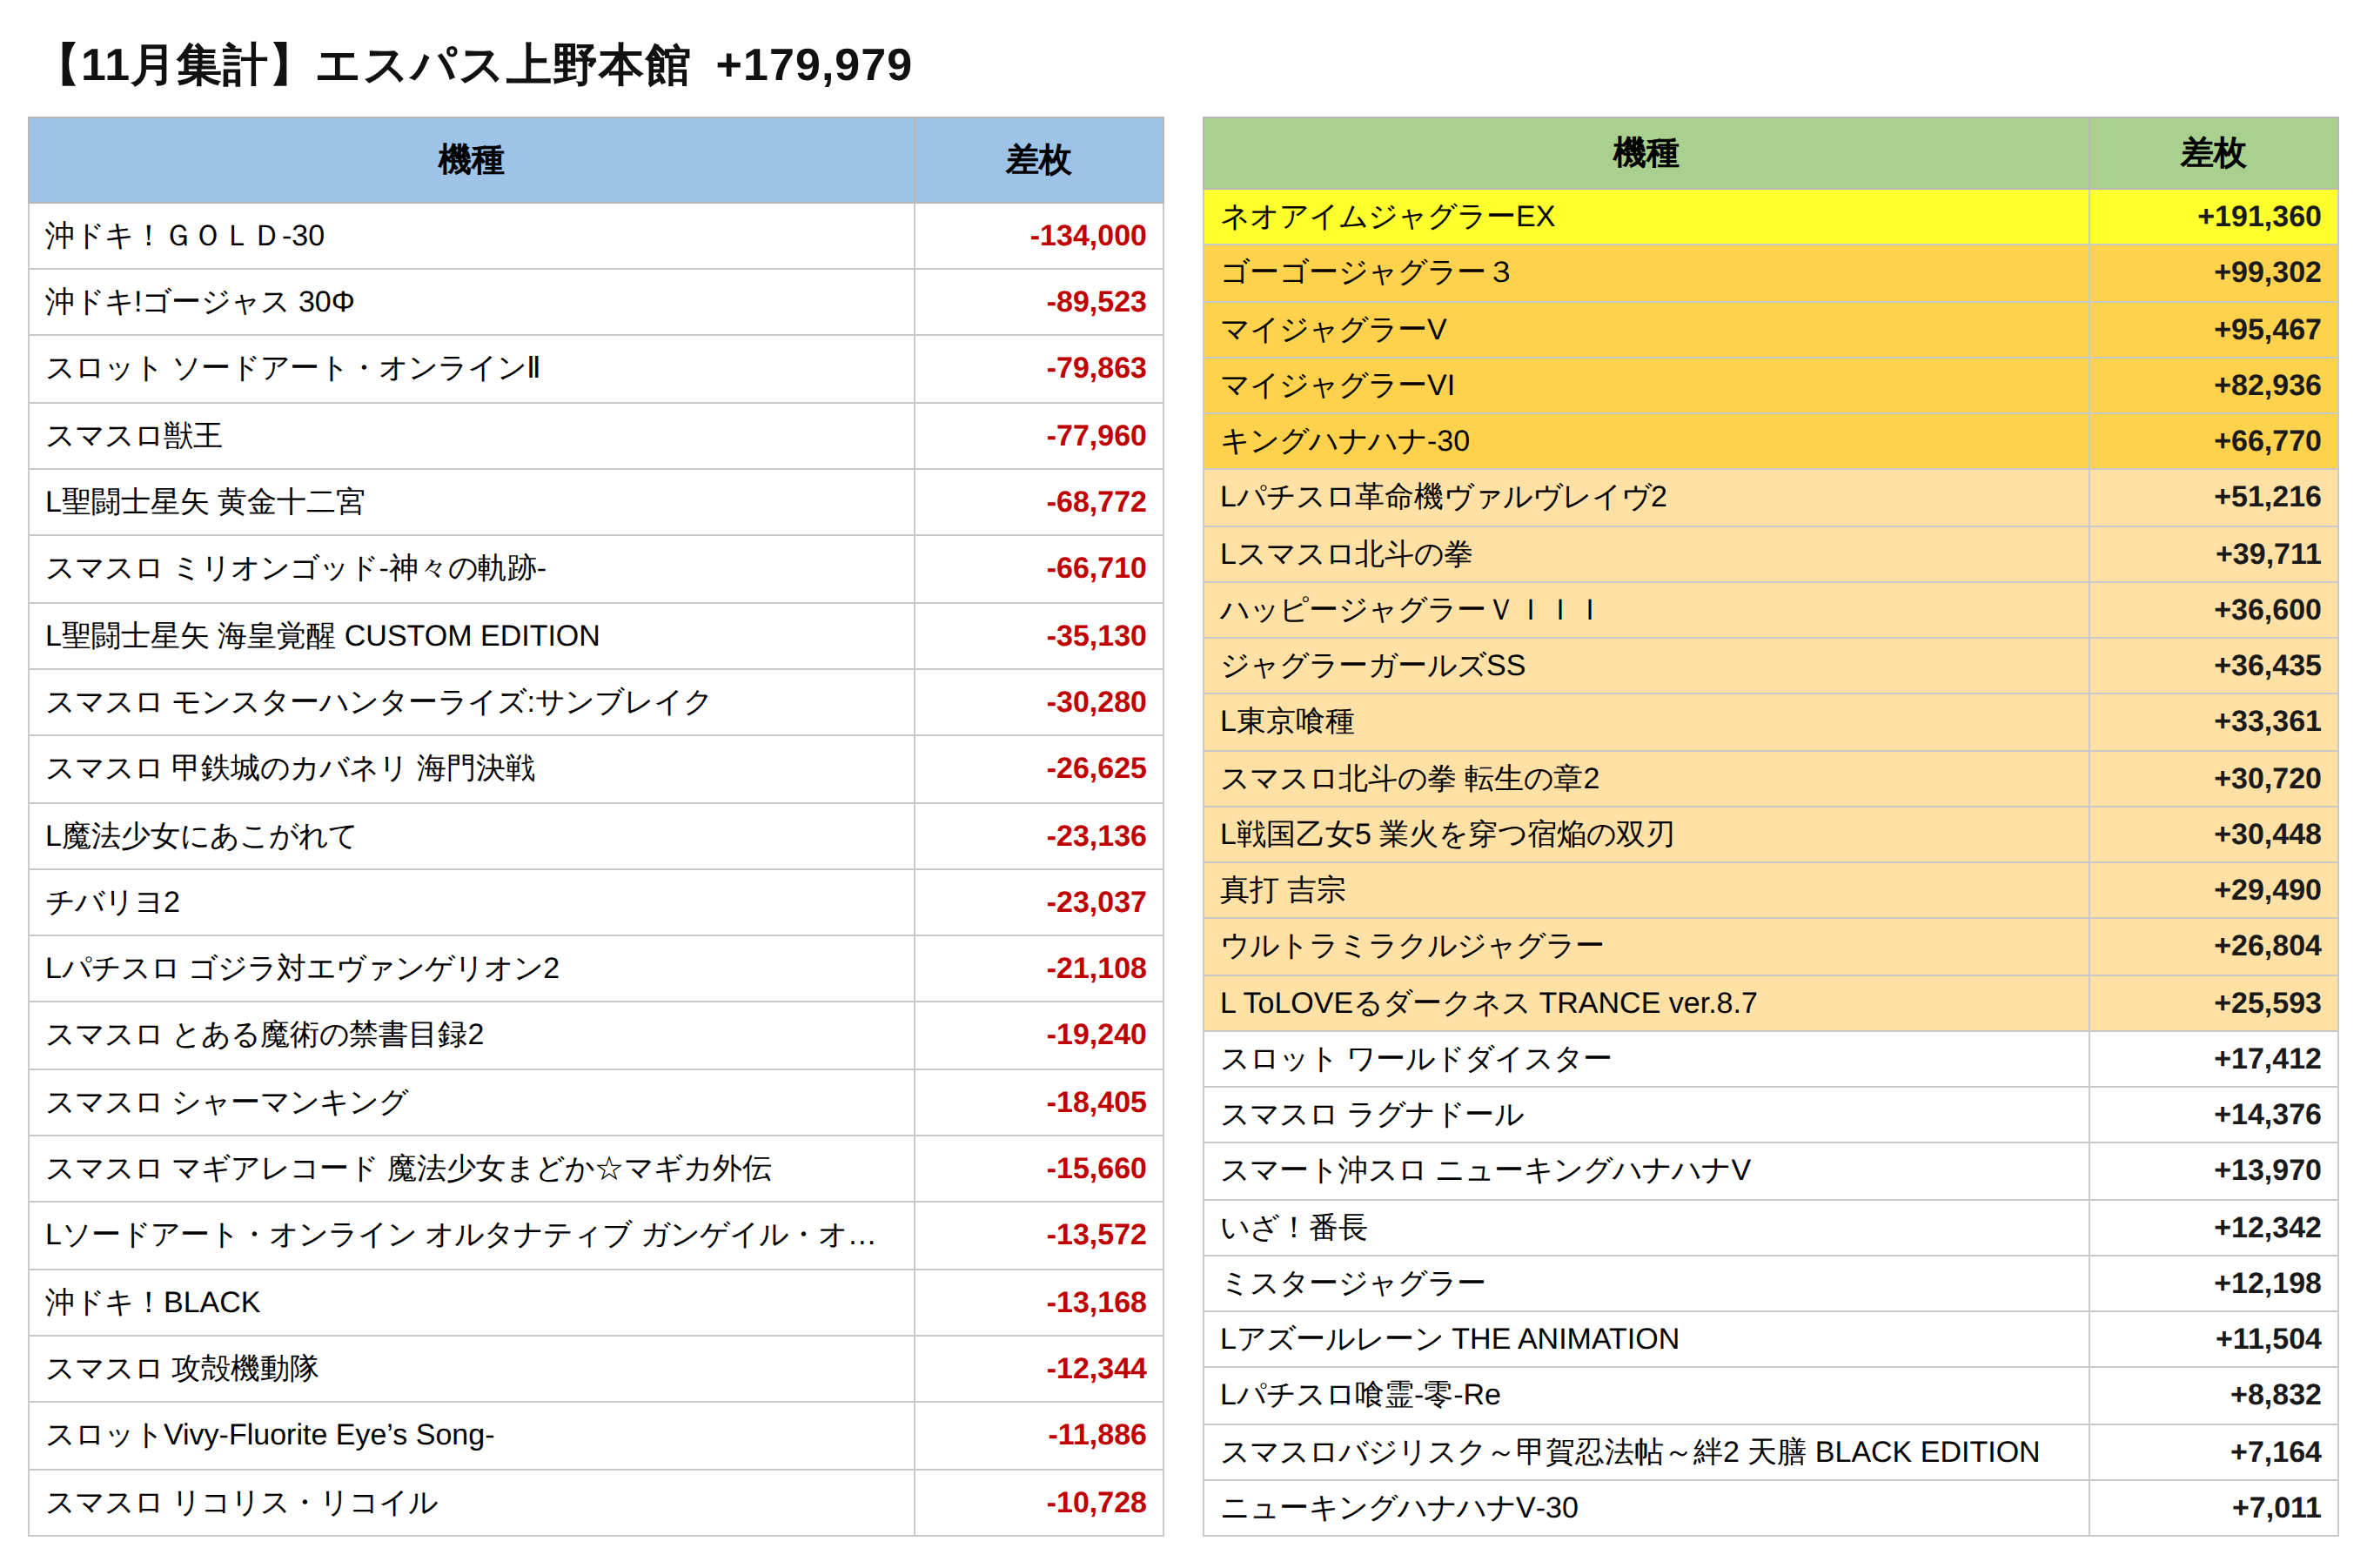 【11月集計】エスパス上野本館 +179,979
機種 差枚
沖ドキ！ＧＯＬＤ-30 -134,000
沖ドキ!ゴージャス 30Φ -89,523
スロット ソードアート・オンラインⅡ -79,863
スマスロ獣王 -77,960
L聖闘士星矢 黄金十二宮 -68,772
スマスロ ミリオンゴッド-神々の軌跡- -66,710
L聖闘士星矢 海皇覚醒 CUSTOM EDITION -35,130
スマスロ モンスターハンターライズ:サンブレイク -30,280
スマスロ 甲鉄城のカバネリ 海門決戦 -26,625
L魔法少女にあこがれて -23,136
チバリヨ2 -23,037
Lパチスロ ゴジラ対エヴァンゲリオン2 -21,108
スマスロ とある魔術の禁書目録2 -19,240
スマスロ シャーマンキング -18,405
スマスロ マギアレコード 魔法少女まどか☆マギカ外伝 -15,660
Lソードアート・オンライン オルタナティブ ガンゲイル・オ… -13,572
沖ドキ！BLACK -13,168
スマスロ 攻殻機動隊 -12,344
スロットVivy-Fluorite Eye’s Song- -11,886
スマスロ リコリス・リコイル -10,728
機種 差枚
ネオアイムジャグラーEX +191,360
ゴーゴージャグラー３ +99,302
マイジャグラーV +95,467
マイジャグラーVI +82,936
キングハナハナ-30 +66,770
Lパチスロ革命機ヴァルヴレイヴ2 +51,216
Lスマスロ北斗の拳 +39,711
ハッピージャグラーＶＩＩＩ +36,600
ジャグラーガールズSS +36,435
L東京喰種 +33,361
スマスロ北斗の拳 転生の章2 +30,720
L戦国乙女5 業火を穿つ宿焔の双刃 +30,448
真打 吉宗 +29,490
ウルトラミラクルジャグラー +26,804
L ToLOVEるダークネス TRANCE ver.8.7 +25,593
スロット ワールドダイスター +17,412
スマスロ ラグナドール +14,376
スマート沖スロ ニューキングハナハナV +13,970
いざ！番長 +12,342
ミスタージャグラー +12,198
Lアズールレーン THE ANIMATION +11,504
Lパチスロ喰霊-零-Re +8,832
スマスロバジリスク～甲賀忍法帖～絆2 天膳 BLACK EDITION +7,164
ニューキングハナハナV-30 +7,011